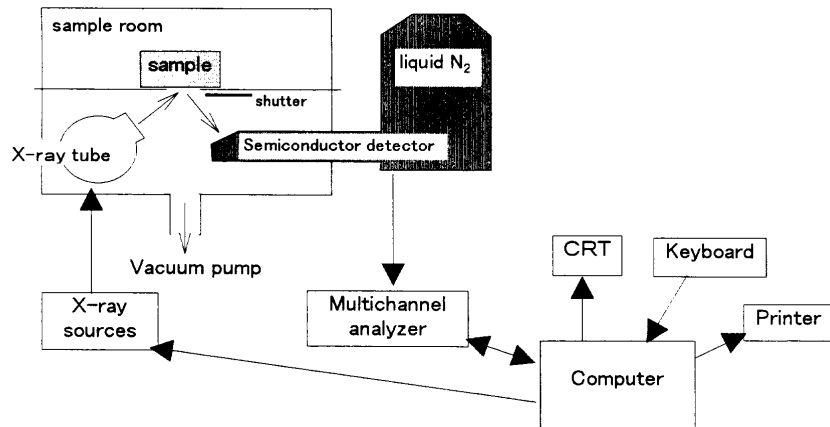 sample room
sample
liquid N₂
shutter
Semiconductor detector
X-ray tube
Vacuum pump
X-ray
sources
Multichannel
analyzer
CRT
Keyboard
Printer
Computer